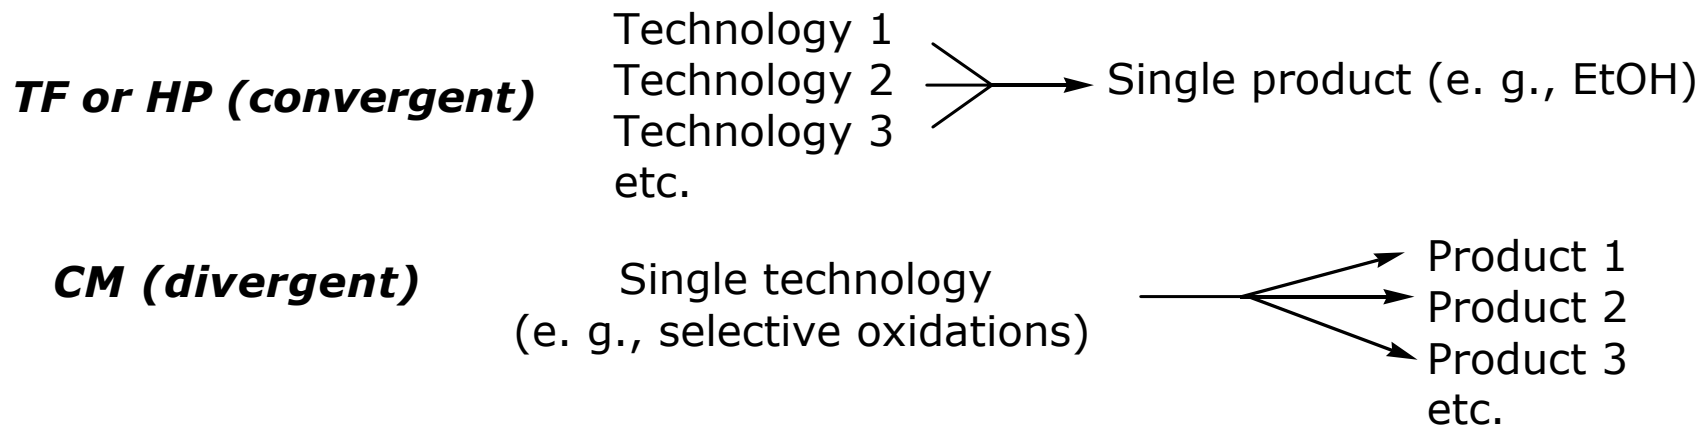 TF or HP (convergent)
Technology 1
Technology 2
Technology 3
etc.
Single product (e. g., EtOH)
CM (divergent)
Single technology
(e. g., selective oxidations)
Product 1
Product 2
Product 3
etc.